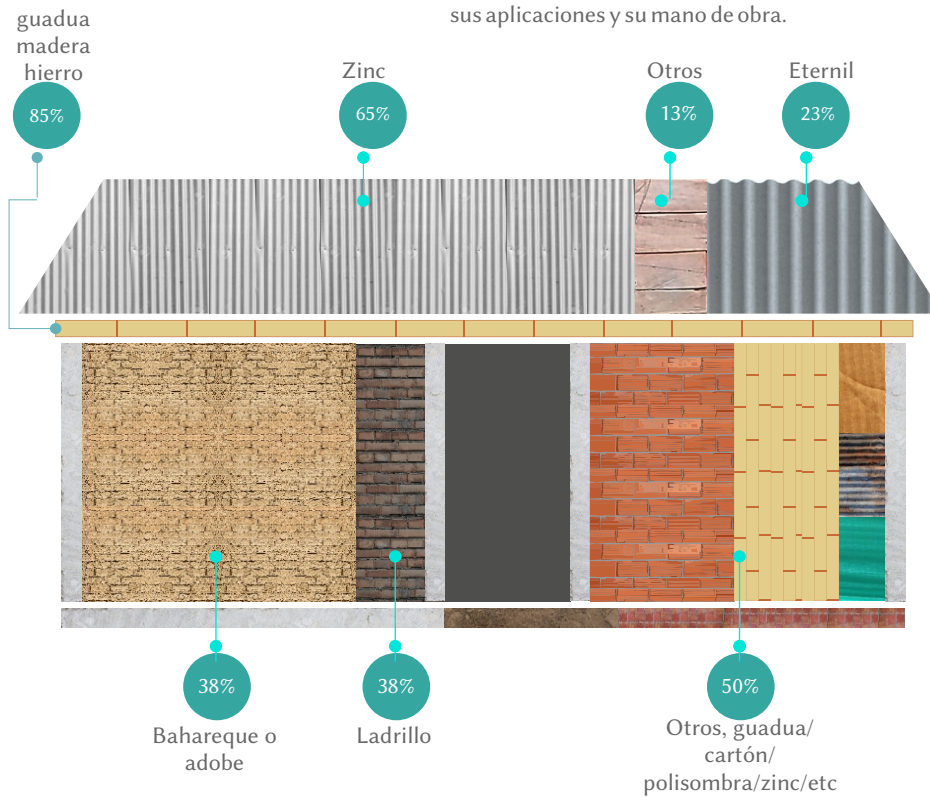 sus aplicaciones y su mano de obra.
guadua
madera
hierro
85%
Zinc
65%
Otros
13%
Eternil
23%
38%
Bahareque o
adobe
38%
Ladrillo
50%
Otros, guadua/
cartón/
polisombra/zinc/etc